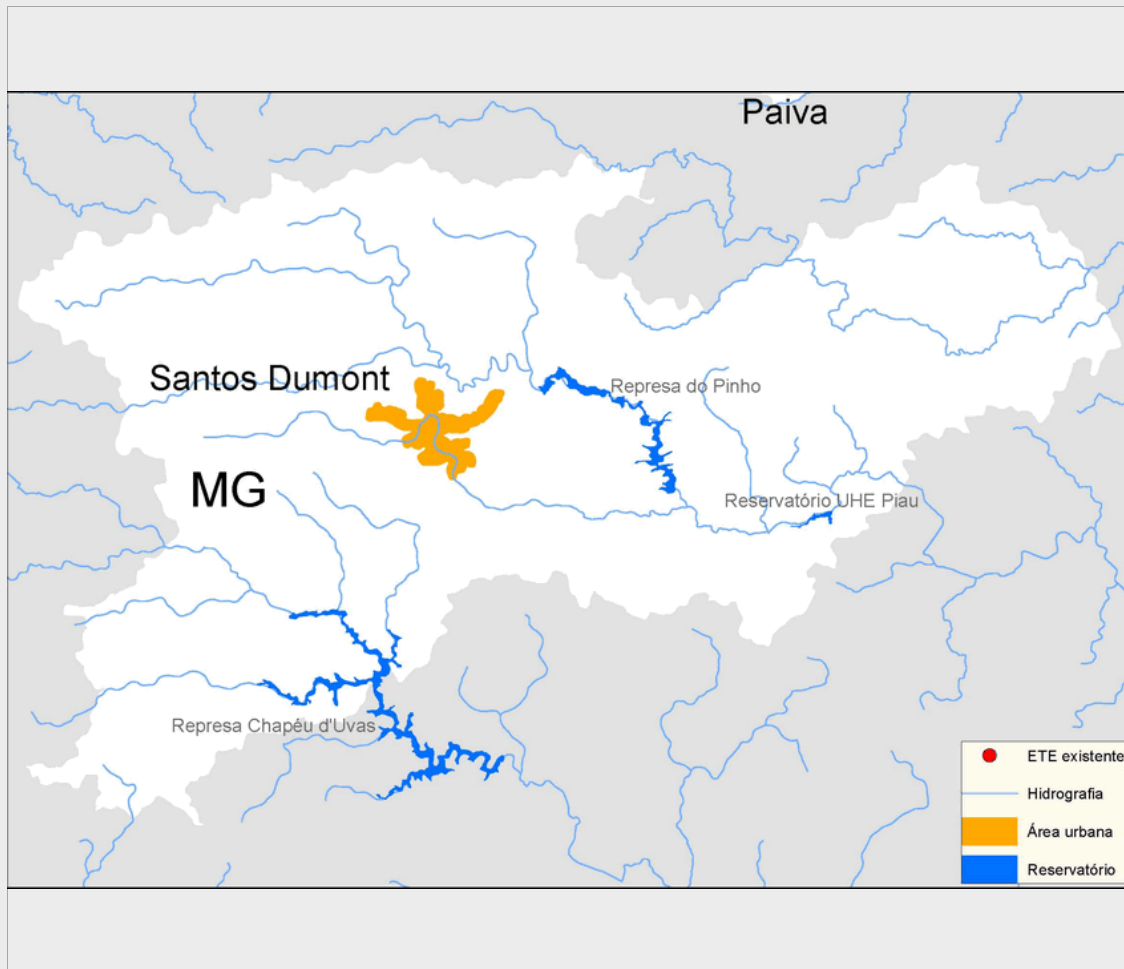 Paiva
Santos Dumont
Represa do Pinho
MG
Reservatório UHE Piau
Represa Chapéu d'Uvas
ETE existente
Hidrografia
Área urbana
Reservatório